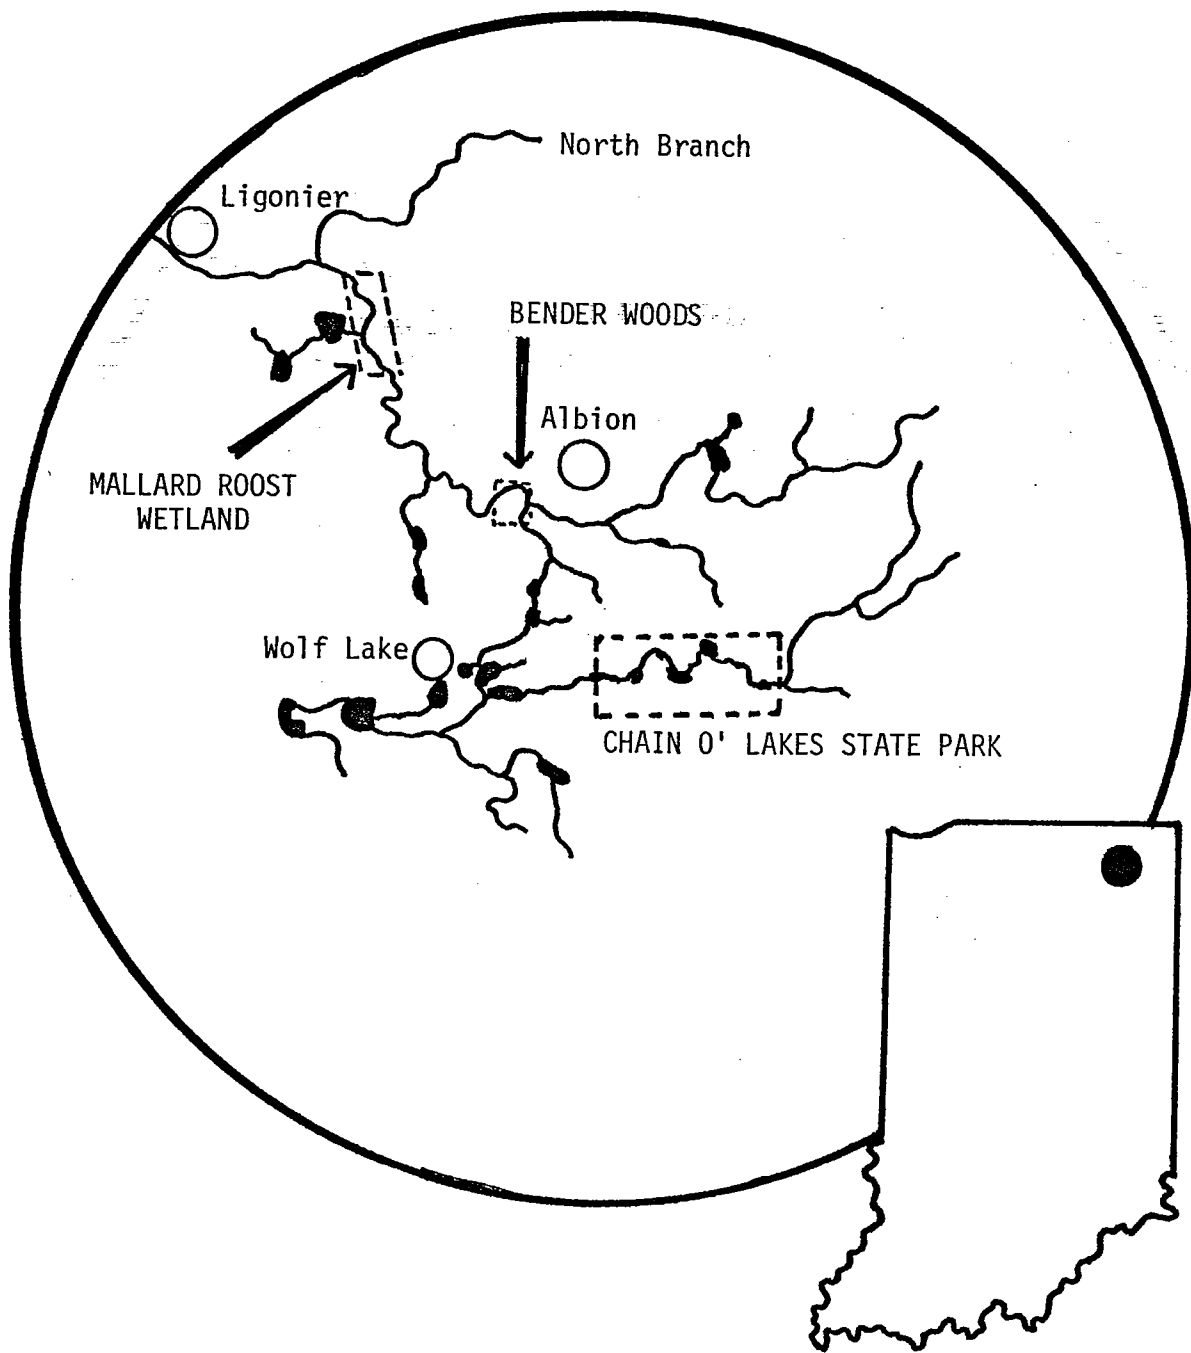 North Branch
Ligonier
BENDER WOODS
Albion
MALLARD ROOST
WETLAND
Wolf Lake
CHAIN O' LAKES STATE PARK